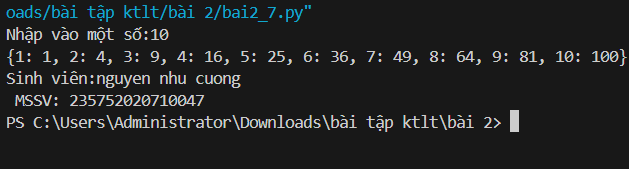 oads/bài tập ktlt/bài 2/bai2_7.py"
Nhập vào một số:10
{1: 1, 2: 4, 3: 9, 4: 16, 5: 25, 6: 36, 7: 49, 8: 64, 9: 81, 10: 100}
Sinh viên:nguyen nhu cuong
 MSSV: 235752020710047
PS C:\Users\Administrator\Downloads\bài tập ktlt\bài 2>